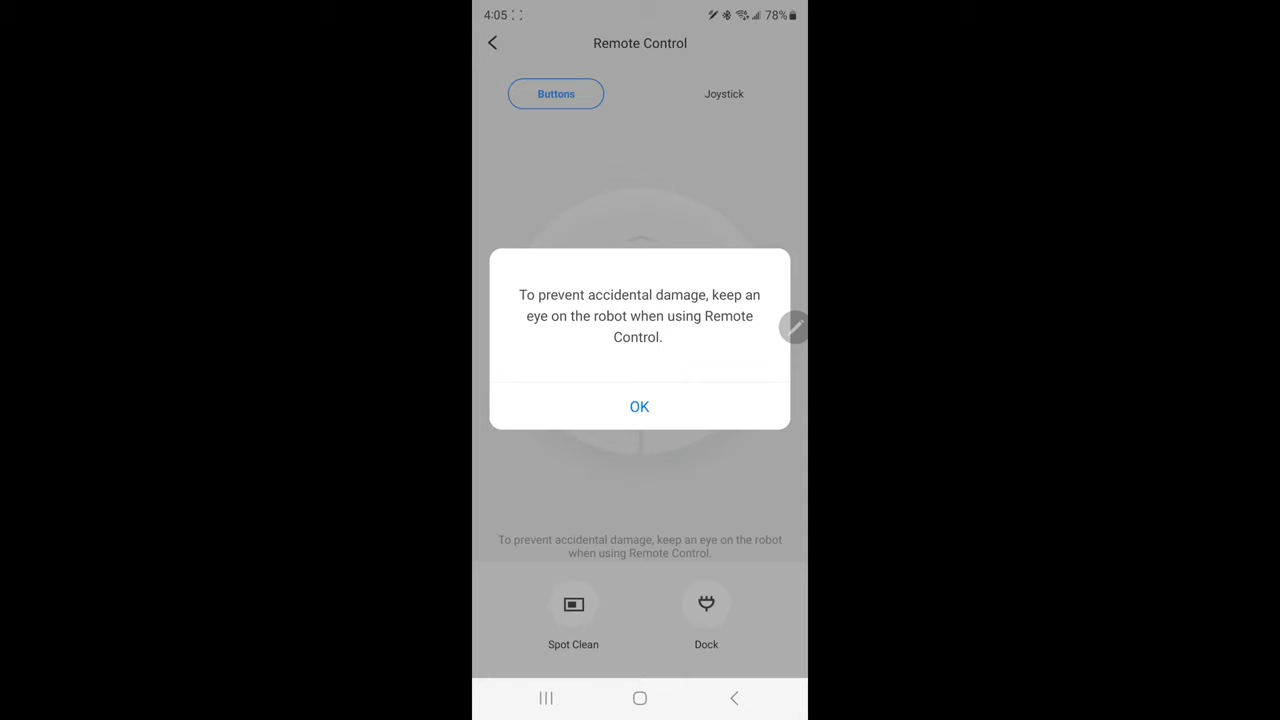 4:05 78%
Remote Control
Buttons Joystick
To prevent accidental damage, keep an
eye on the robot when using Remote
Control.
OK
To prevent accidental damage, keep an eye on the robot
when using Remote Control.
Spot Clean Dock